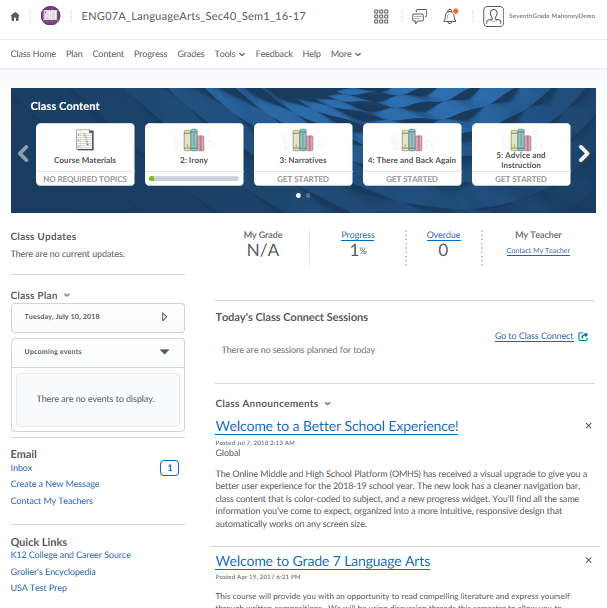 ENG07A_LanguageArts_Sec40_Sem1_16-17
SeventhGrade MahoneyDemo
Class Home Plan Content Progress Grades Tools Feedback Help More
Class Content
Course Materials
NO REQUIRED TOPICS
2: Irony
3: Narratives
GET STARTED
4: There and Back Again
GET STARTED
5: Advice and
Instruction
GET STARTED
Class Updates
There are no current updates.
My Grade
N/A
Progress
1%
Overdue
0
My Teacher
Contact My Teacher
Class Plan
Tuesday, July 10, 2018
Upcoming events
There are no events to display.
Email
Inbox 1
Create a New Message
Contact My Teachers
Quick Links
K12 College and Career Source
Grolier's Encyclopedia
USA Test Prep
Today's Class Connect Sessions
Go to Class Connect
There are no sessions planned for today
Class Announcements
Welcome to a Better School Experience!
Posted Jul 7, 2018 2:13 AM
Global
The Online Middle and High School Platform (OMHS) has received a visual upgrade to give you a
better user experience for the 2018-19 school year. The new look has a cleaner navigation bar,
class content that is color-coded to subject, and a new progress widget. You'll find all the same
information you've come to expect, organized into a more intuitive, responsive design that
automatically works on any screen size.
Welcome to Grade 7 Language Arts
Posted Apr 19, 2017 6:21 PM
This course will provide you with an opportunity to read compelling literature and express yourself